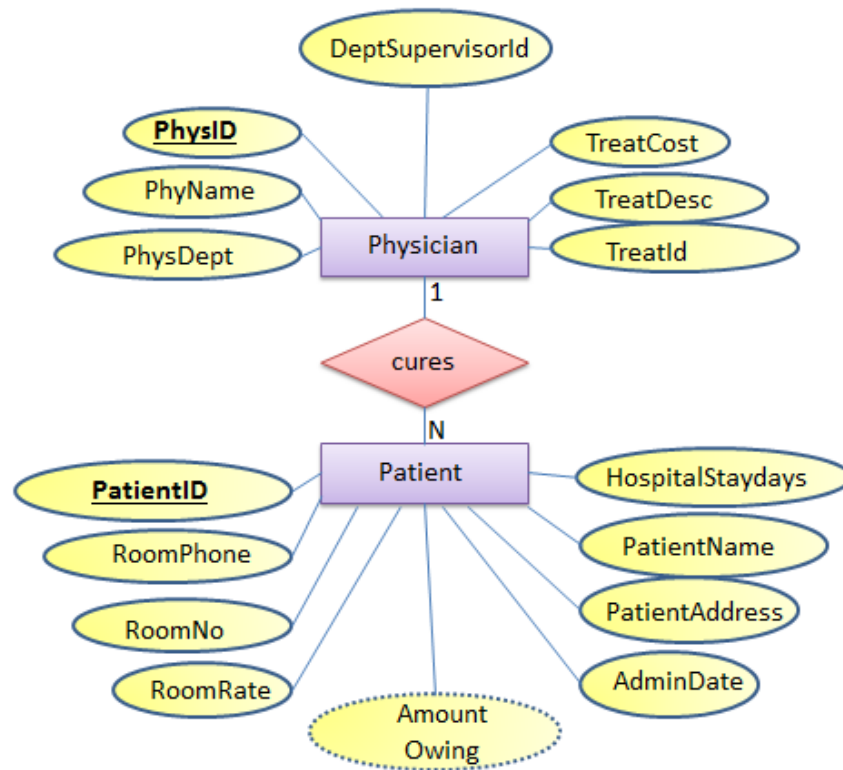 DeptSupervisorId
PhysID
TreatCost
PhyName
TreatDesc
PhysDept
Physician
TreatId
1
cures
N
Patient
HospitalStaydays
PatientID
RoomPhone
PatientName
RoomNo
PatientAddress
RoomRate
AdminDate
Amount
Owing